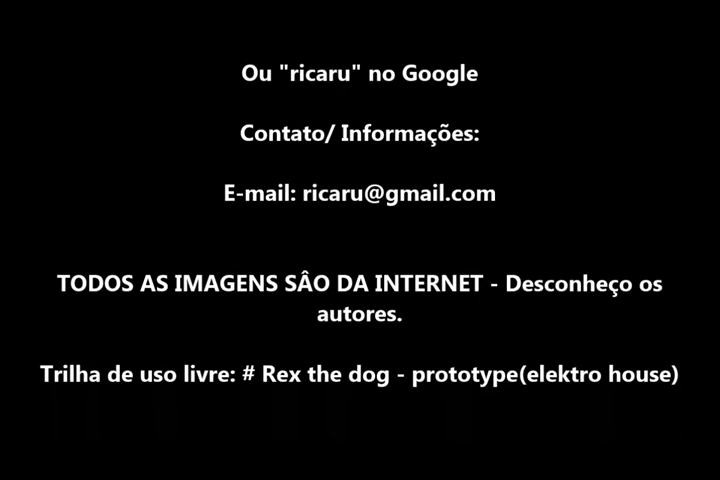 Ou "ricaru" no Google
Contato/ Informações:
E-mail: ricaru@gmail.com
TODOS AS IMAGENS SÂO DA INTERNET - Desconheço os
autores.
Trilha de uso livre: # Rex the dog - prototype(elektro house)